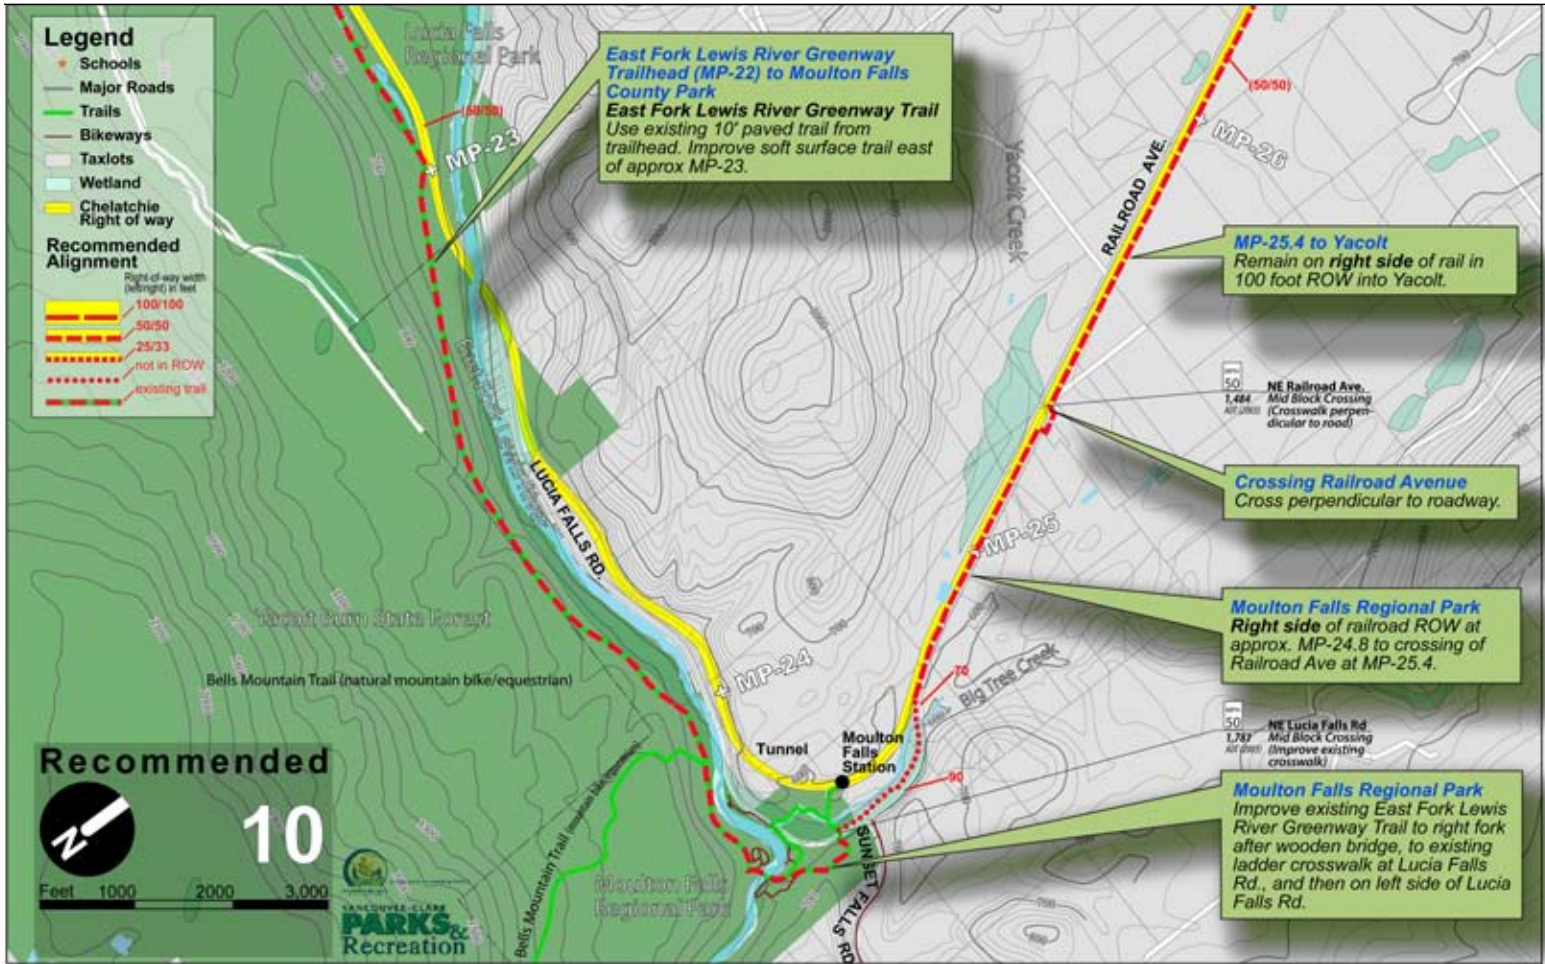 Legend
Schools
Major Roads
Trails
Bikeways
Taxlots
Wetland
Chelatchie
Right of way
Recommended
Alignment
Right-of-way width
(left/right) in feet
100/100
50/50
25/33
not in ROW
existing trail
Lucia Falls
Regional Park
(50/50)
MP-23
East Fork Lewis River Greenway
Trailhead (MP-22) to Moulton Falls
County Park
East Fork Lewis River Greenway Trail
Use existing 10' paved trail from
trailhead. Improve soft surface trail east
of approx MP-23.
Yacolt Creek
RAILROAD AVE.
(50/50)
MP-26
MP-25.4 to Yacolt
Remain on right side of rail in
100 foot ROW into Yacolt.
50
NE Railroad Ave.
1,484 Mid Block Crossing
(Crosswalk perpen-
dicular to road)
Crossing Railroad Avenue
Cross perpendicular to roadway.
MP-25
Moulton Falls Regional Park
Right side of railroad ROW at
approx. MP-24.8 to crossing of
Railroad Ave at MP-25.4.
LUCIA FALLS RD.
Yacolt Burn State Forest
Bells Mountain Trail (natural mountain bike/equestrian)
MP-24
70
Big Tree Creek
50
NE Lucia Falls Rd
1,782 Mid Block Crossing
(Improve existing
crosswalk)
Tunnel
Moulton
Falls
Station
90
Moulton Falls Regional Park
Improve existing East Fork Lewis
River Greenway Trail to right fork
after wooden bridge, to existing
ladder crosswalk at Lucia Falls
Rd., and then on left side of Lucia
Falls Rd.
SUNSET FALLS RD
Moulton Falls
Regional Park
Bells Mountain Trail
Recommended
N
10
Feet 1000 2000 3,000
VANCOUVER-CLARK
PARKS &
Recreation